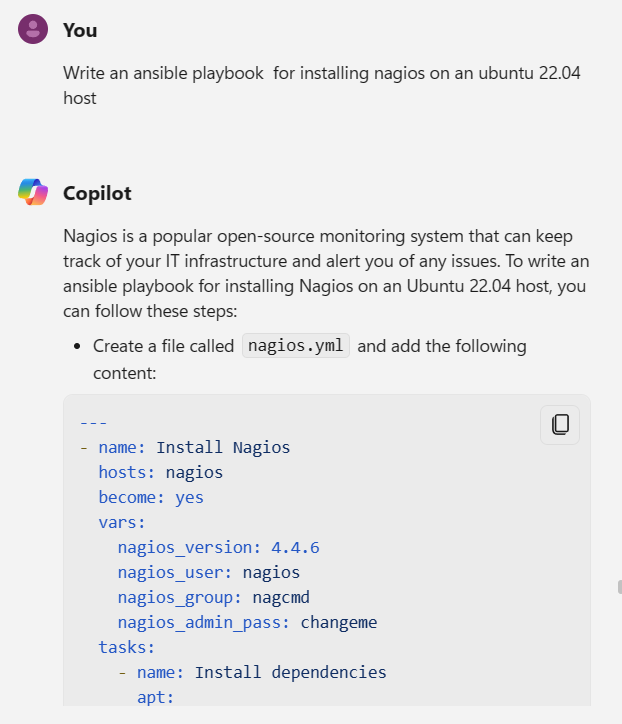 You
Write an ansible playbook  for installing nagios on an ubuntu 22.04
host
Copilot
Nagios is a popular open-source monitoring system that can keep
track of your IT infrastructure and alert you of any issues. To write an
ansible playbook for installing Nagios on an Ubuntu 22.04 host, you
can follow these steps:
• Create a file called nagios.yml and add the following
content:
---
- name: Install Nagios
  hosts: nagios
  become: yes
  vars:
    nagios_version: 4.4.6
    nagios_user: nagios
    nagios_group: nagcmd
    nagios_admin_pass: changeme
  tasks:
    - name: Install dependencies
      apt: